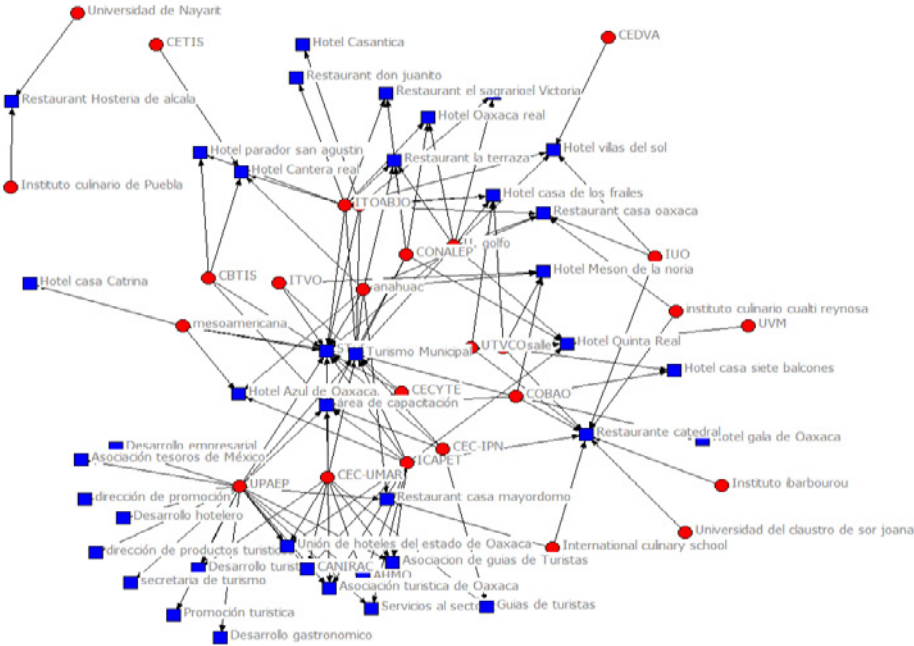 Universidad de Nayarit
CETIS
Hotel Casantica
CEDVA
Restaurant don juanito
Restaurant Hosteria de alcala
Restaurant el sagrario
el Victoria
Hotel Oaxaca real
Hotel parador san agustin
Hotel villas del sol
Restaurant la terraza
Hotel Cantera real
Instituto culinario de Puebla
Hotel casa de los frailes
ITOABJO
Restaurant casa oaxaca
golfo
CONALEP
IUO
CBTIS
ITVO
Hotel Meson de la noria
Hotel casa Catrina
anahuac
instituto culinario cualti reynosa
mesoamericana
UVM
UTVCO
salle
Hotel Quinta Real
Turismo Municipal
Hotel casa siete balcones
Hotel Azul de Oaxaca
CECYTE
COBAO
área de capacitación
Restaurante catedral
hotel gala de Oaxaca
Desarrollo empresarial
CEC-IPN
Asociación tesoros de México
ICAPET
CEC-UMAR
UPAEP
Instituto ibarbourou
dirección de promoción
Restaurant casa mayordomo
Desarrollo hotelero
Universidad del claustro de sor joana
Unión de hoteles del estado de Oaxaca
International culinary school
dirección de productos turisticos
Asociacion de guias de Turistas
Desarrollo turist
CANIRAC
AHMO
secretaria de turismo
Asociación turistica de Oaxaca
Promoción turistica
Servicios al secto
Guias de turistas
Desarrollo gastronomico